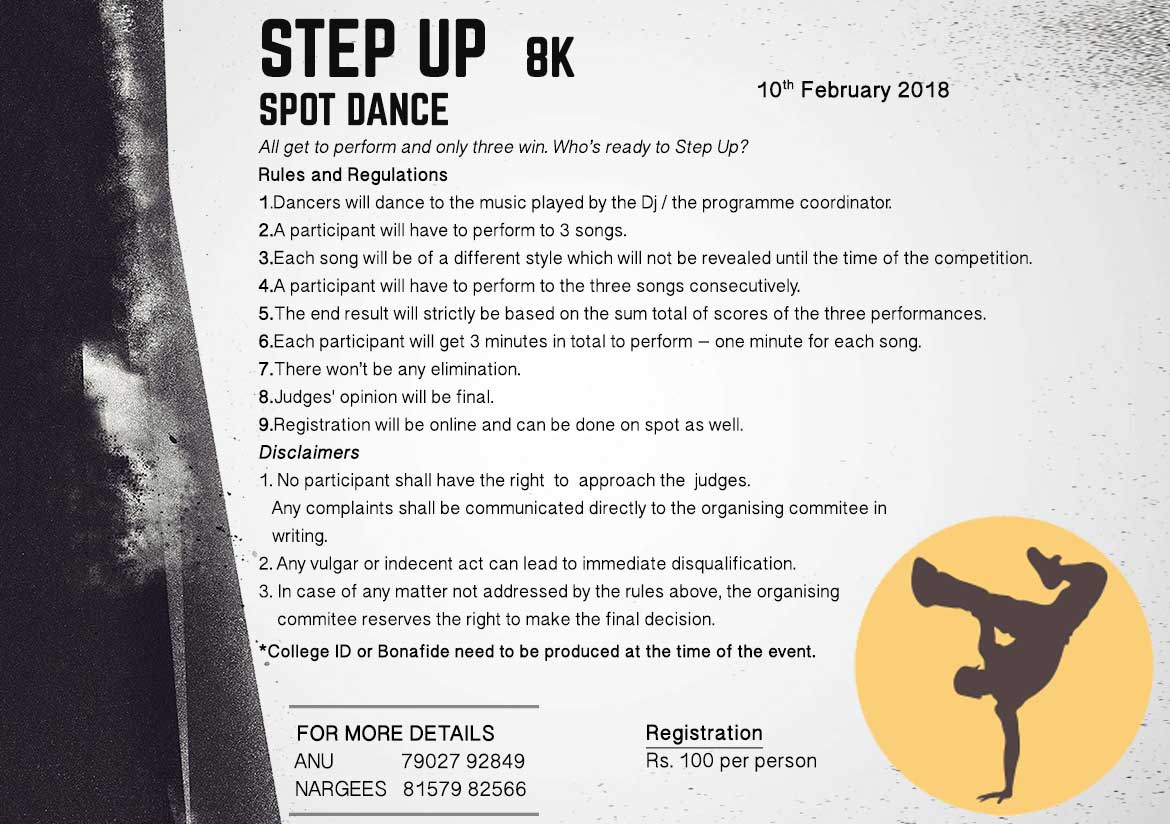 STEP UP 8K
10th February 2018
SPOT DANCE
All get to perform and only three win. Who's ready to Step Up?
Rules and Regulations
1.Dancers will dance to the music played by the Dj / the programme coordinator.
2.A participant will have to perform to 3 songs.
3.Each song will be of a different style which will not be revealed until the time of the competition.
4.A participant will have to perform to the three songs consecutively.
5.The end result will strictly be based on the sum total of scores of the three performances.
6.Each participant will get 3 minutes in total to perform – one minute for each song.
7.There won't be any elimination.
8.Judges' opinion will be final.
9.Registration will be online and can be done on spot as well.
Disclaimers
1. No participant shall have the right to approach the judges.
Any complaints shall be communicated directly to the organising commitee in
writing.
2. Any vulgar or indecent act can lead to immediate disqualification.
3. In case of any matter not addressed by the rules above, the organising
commitee reserves the right to make the final decision.
*College ID or Bonafide need to be produced at the time of the event.
FOR MORE DETAILS
ANU 79027 92849
NARGEES 81579 82566
Registration
Rs. 100 per person